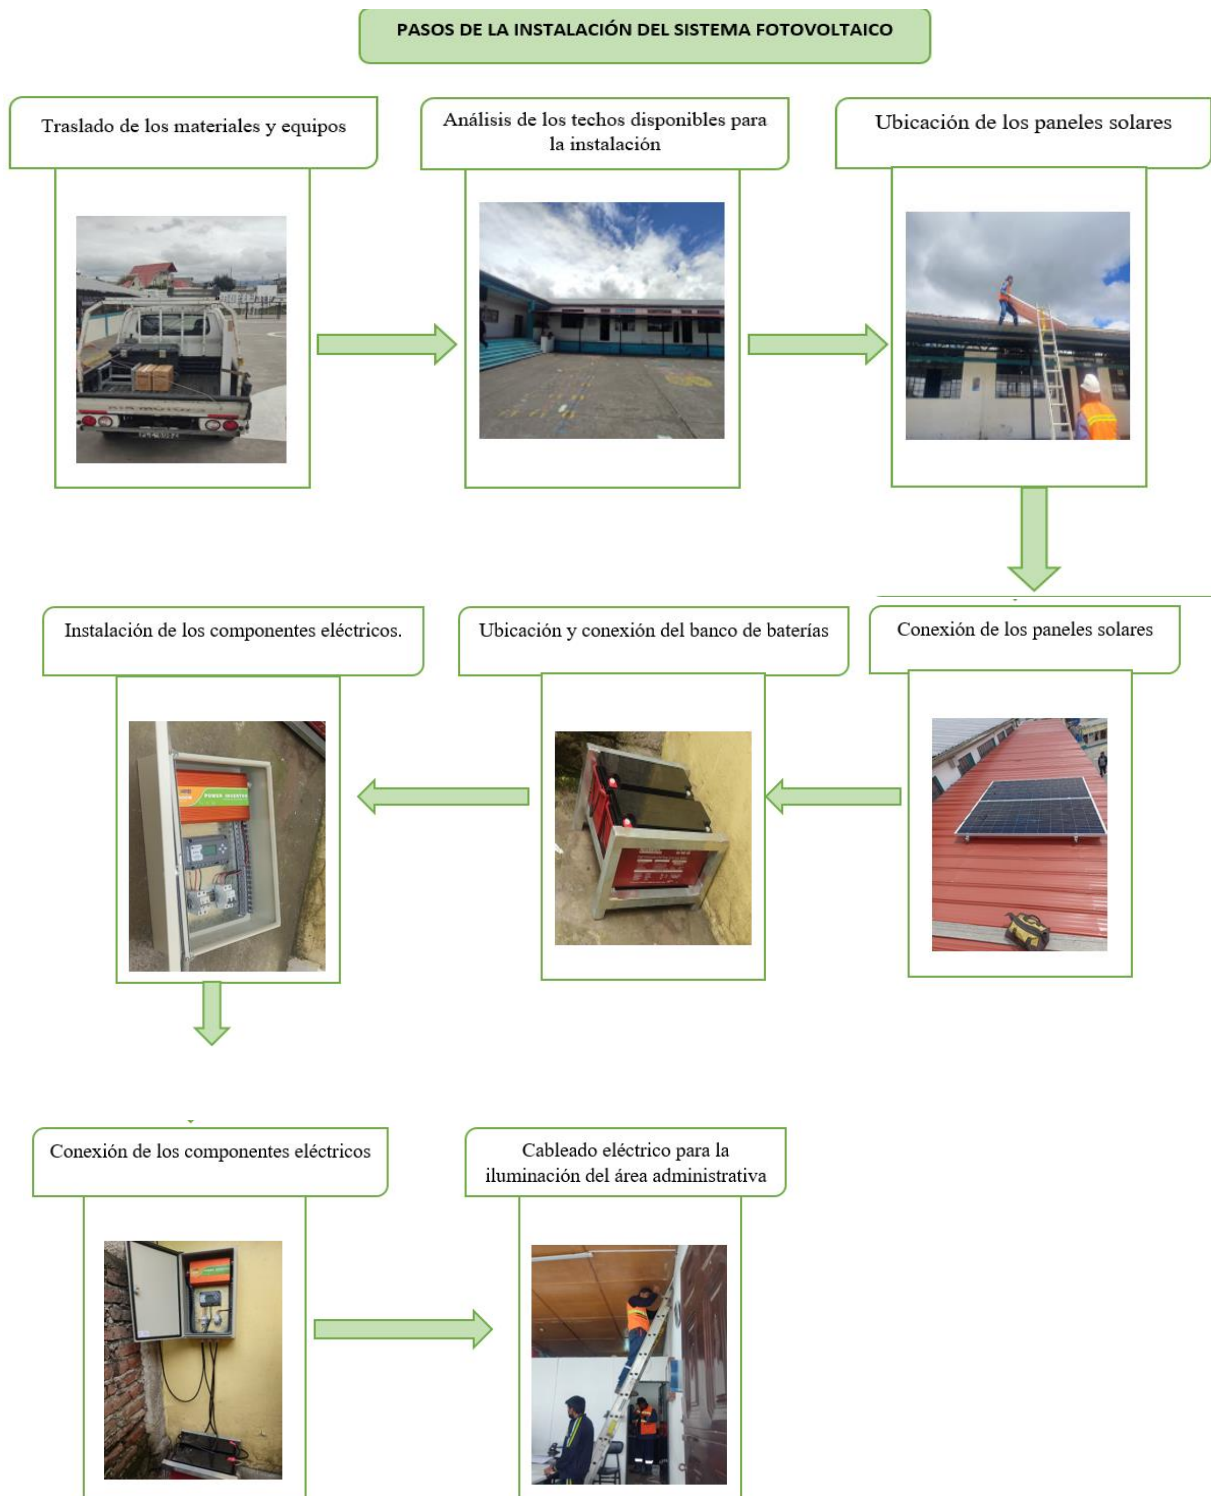 PASOS DE LA INSTALACIÓN DEL SISTEMA FOTOVOLTAICO
Traslado de los materiales y equipos
Análisis de los techos disponibles para
la instalación
Ubicación de los paneles solares
Conexión de los paneles solares
Ubicación y conexión del banco de baterías
Instalación de los componentes eléctricos.
POWER INVERTER
Conexión de los componentes eléctricos
Cableado eléctrico para la
iluminación del área administrativa